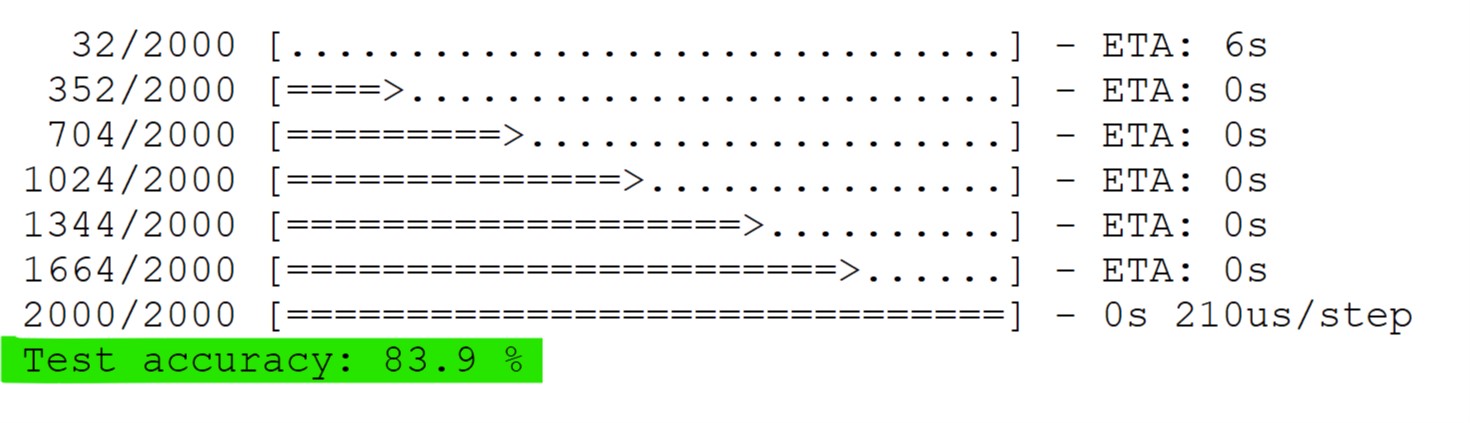 32/2000 [..............................] - ETA: 6s
352/2000 [====>.........................] - ETA: 0s
704/2000 [=========>....................] - ETA: 0s
1024/2000 [==============>...............] - ETA: 0s
1344/2000 [===================>..........] - ETA: 0s
1664/2000 [=======================>......] - ETA: 0s
2000/2000 [==============================] - 0s 210us/step
Test accuracy: 83.9 %